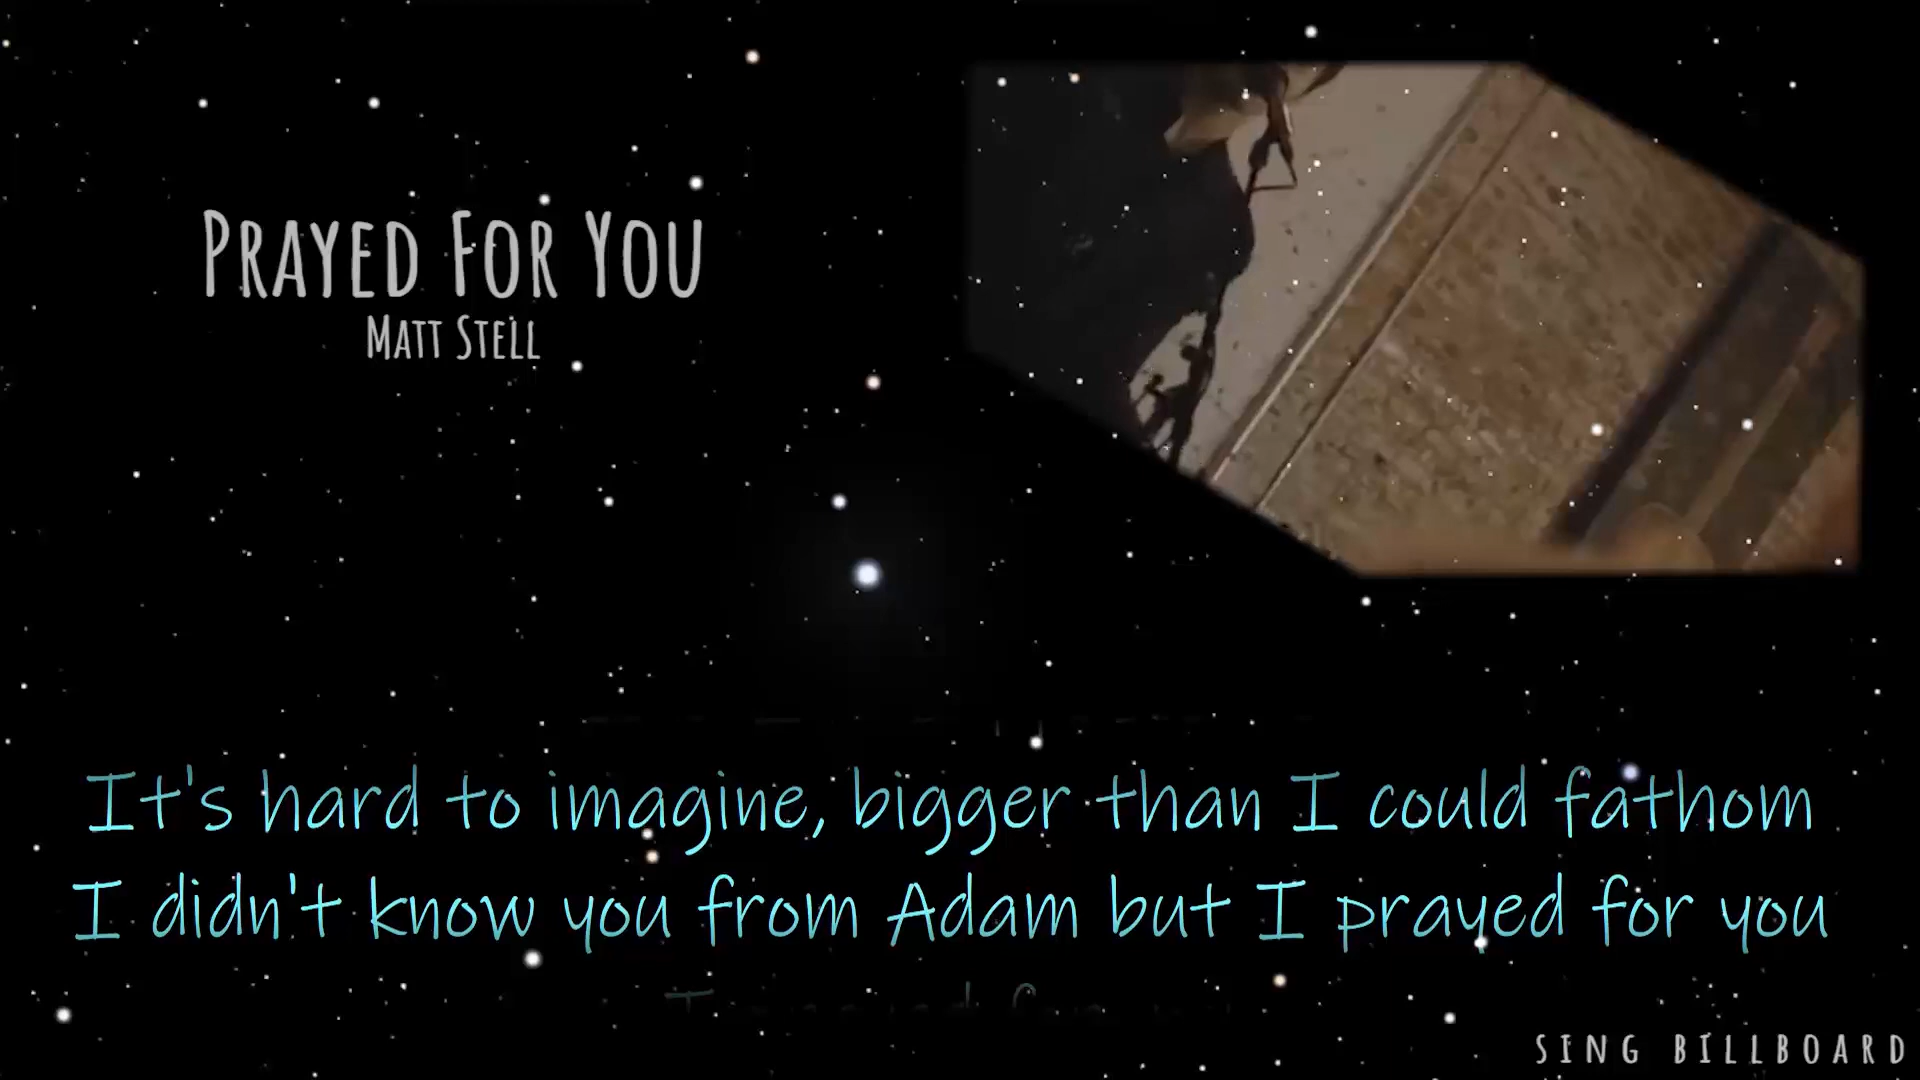 Prayed For You
Matt Stell
It's hard to imagine, bigger than I could fathom
I didn't know you from Adam but I prayed for you
SING BILLBOARD